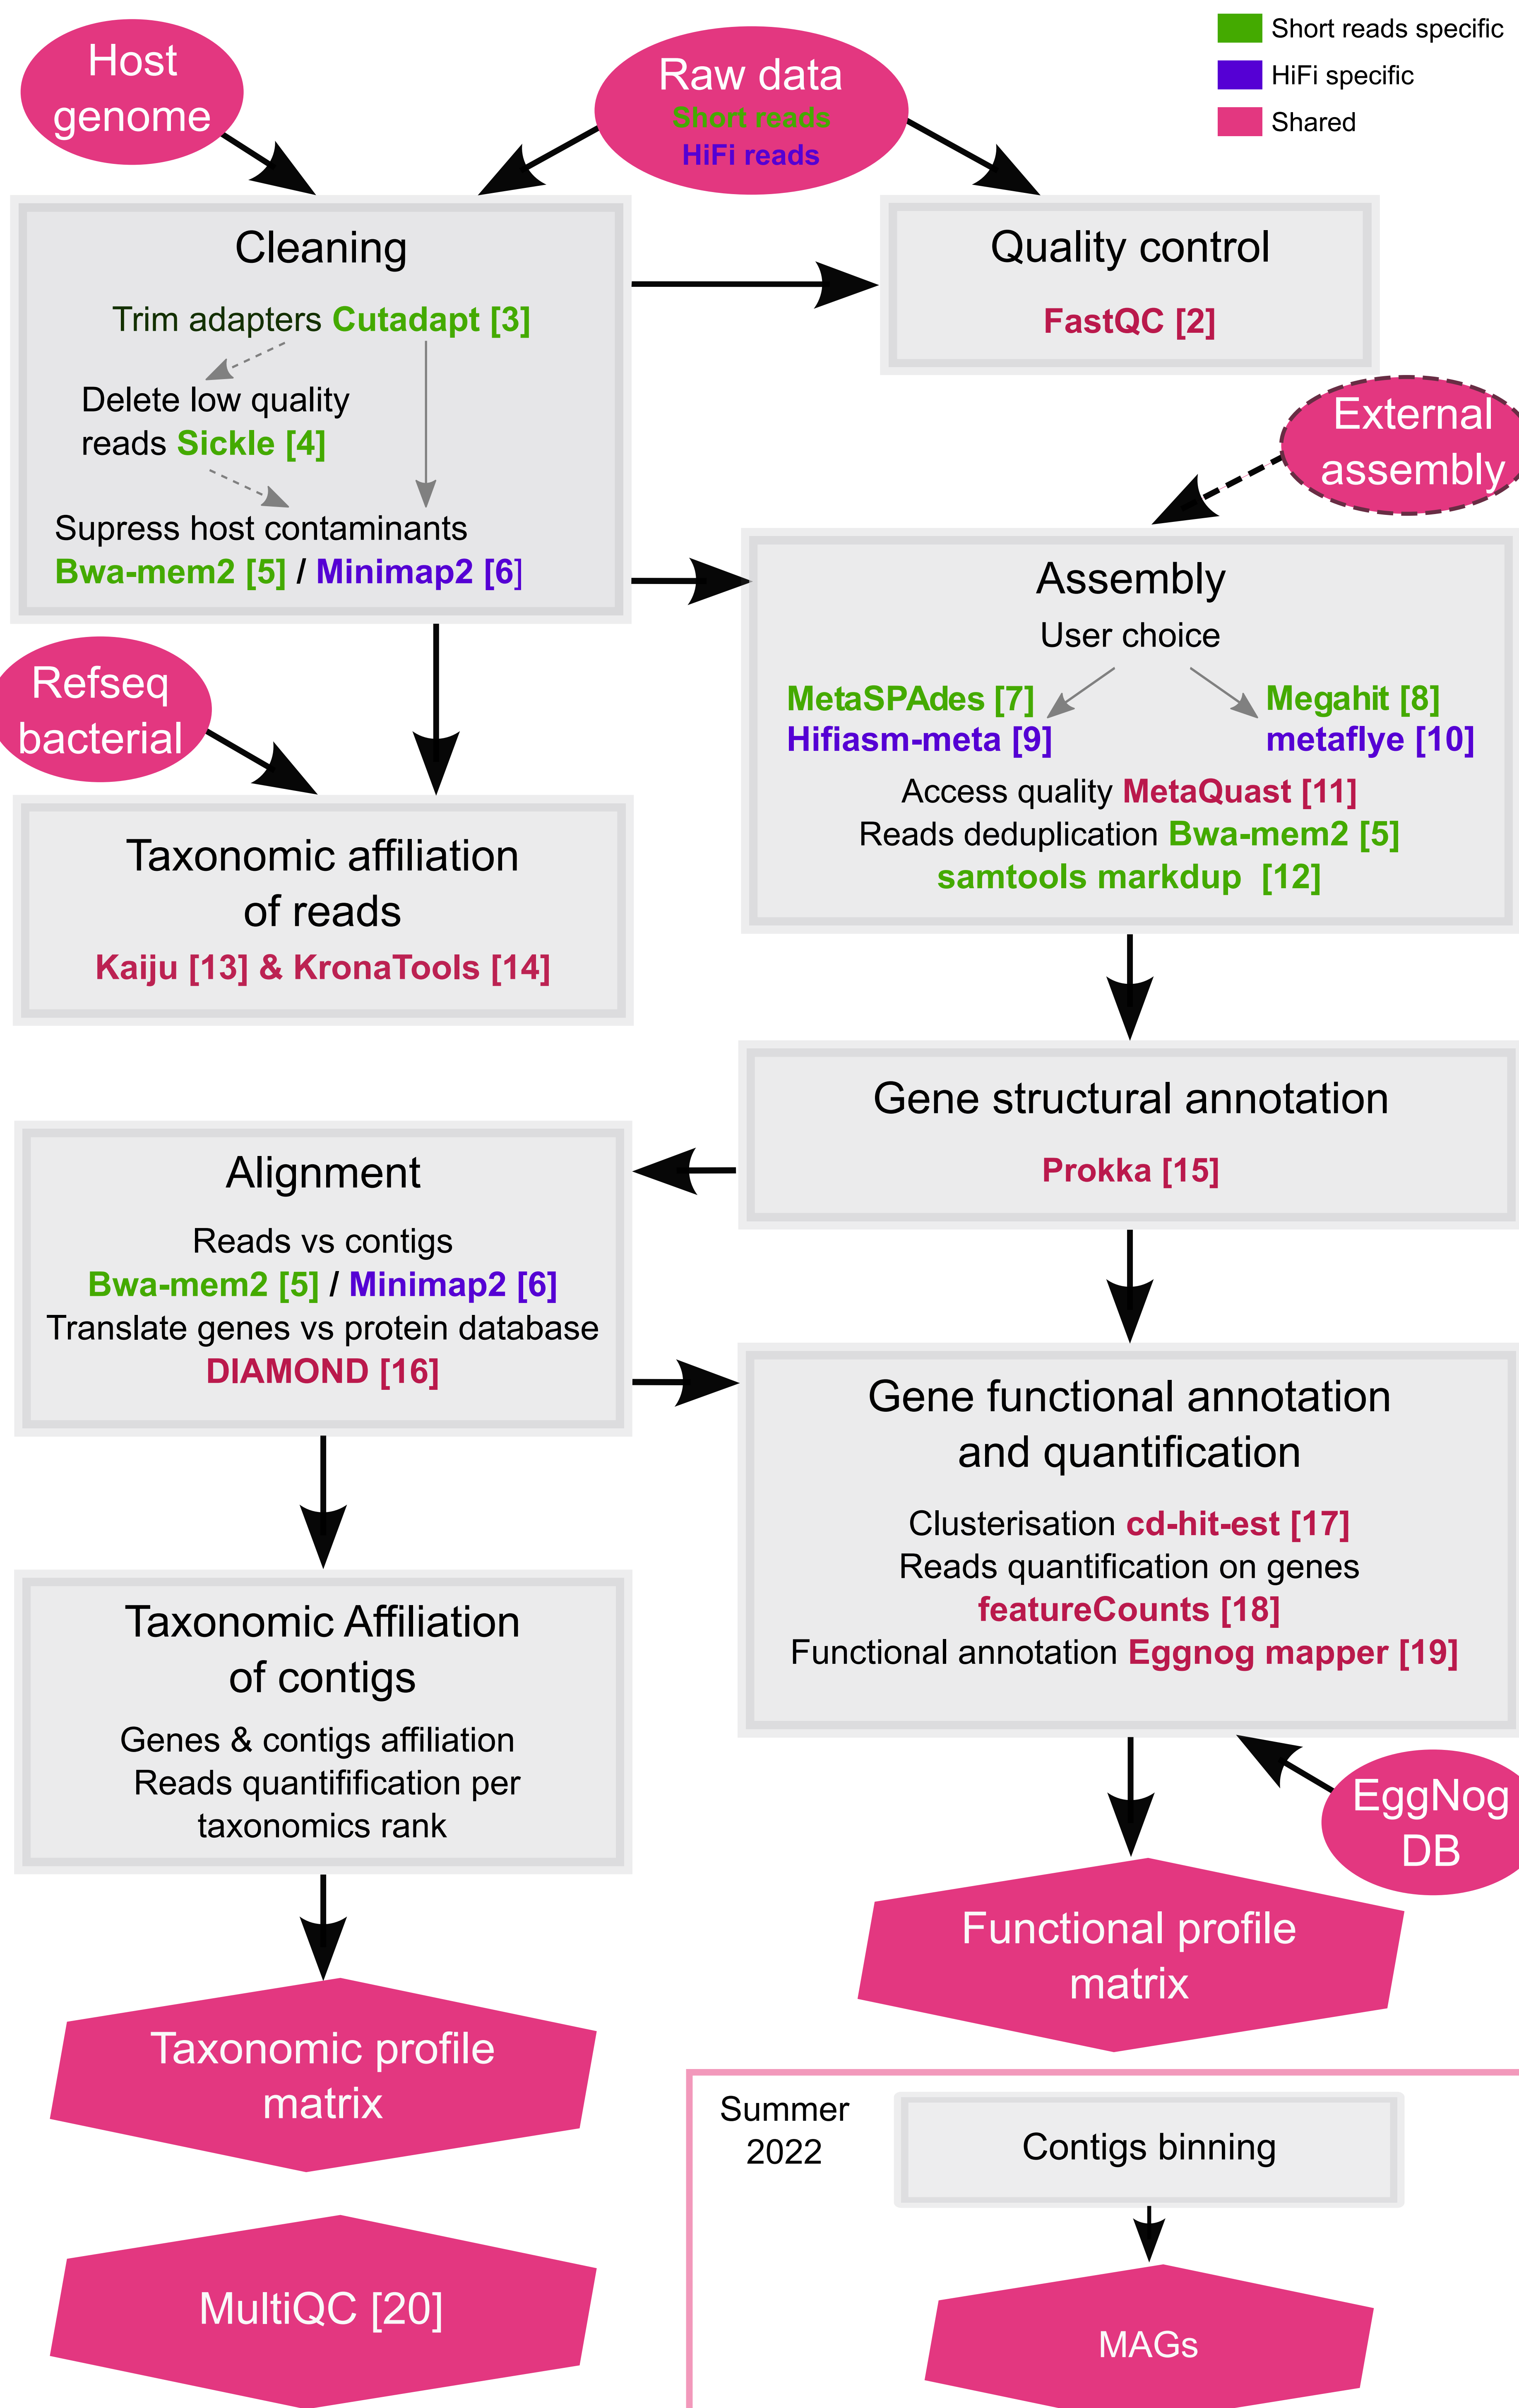 Host
genome
Raw data
Short reads
HiFi reads
Short reads specific
HiFi specific
Shared
Cleaning
Trim adapters Cutadapt [3]
Delete low quality
reads Sickle [4]
Supress host contaminants
Bwa-mem2 [5] / Minimap2 [6]
Quality control
FastQC [2]
External
assembly
Assembly
User choice
MetaSPAdes [7]
Hifiasm-meta [9]
Megahit [8]
metaflye [10]
Access quality MetaQuast [11]
Reads deduplication Bwa-mem2 [5]
samtools markdup [12]
Refseq
bacterial
Taxonomic affiliation
of reads
Kaiju [13] & KronaTools [14]
Gene structural annotation
Prokka [15]
Alignment
Reads vs contigs
Bwa-mem2 [5] / Minimap2 [6]
Translate genes vs protein database
DIAMOND [16]
Gene functional annotation
and quantification
Clusterisation cd-hit-est [17]
Reads quantification on genes
featureCounts [18]
Functional annotation Eggnog mapper [19]
Taxonomic Affiliation
of contigs
Genes & contigs affiliation
Reads quantifification per
taxonomics rank
EggNog
DB
Functional profile
matrix
Taxonomic profile
matrix
Summer
2022
Contigs binning
MultiQC [20]
MAGs